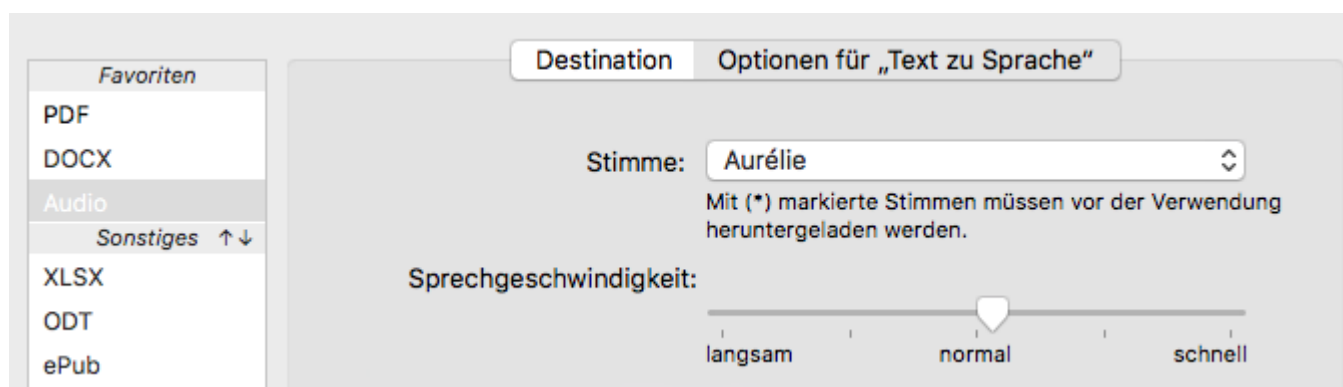 Destination
Optionen für „Text zu Sprache“
Favoriten
PDF
DOCX
Audio
Sonstiges ↑↓
XLSX
ODT
ePub
Stimme: Aurélie
Mit (*) markierte Stimmen müssen vor der Verwendung
heruntergeladen werden.
Sprechgeschwindigkeit:
langsam normal schnell